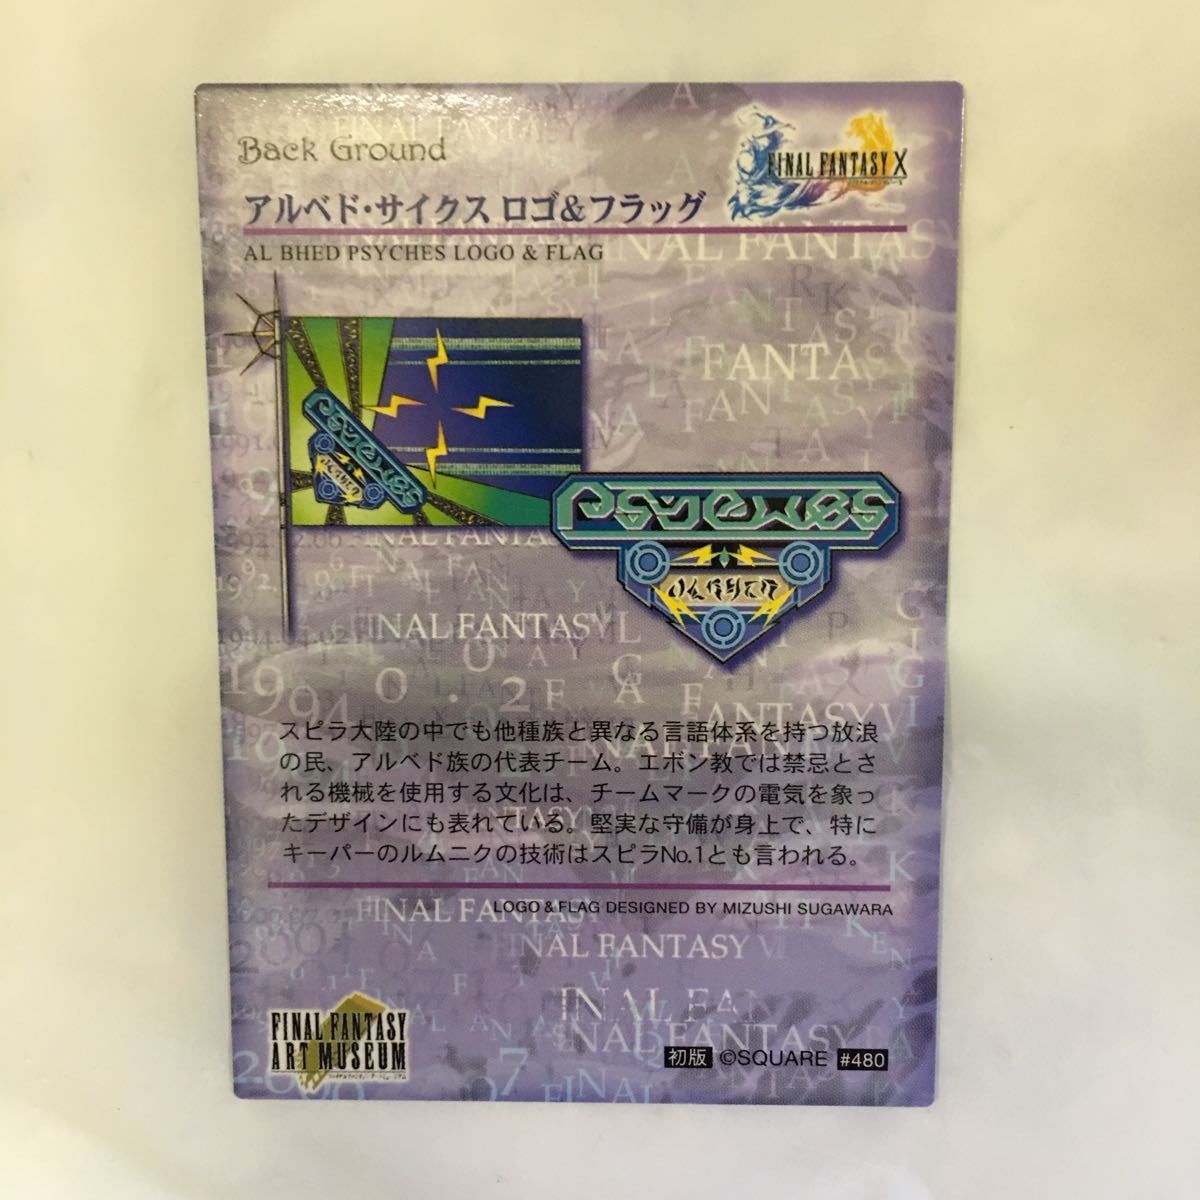 Back Ground
FINAL FANTASY X
アルベド・サイクス ロゴ&フラッグ
AL BHED PSYCHES LOGO & FLAG
スピラ大陸の中でも他種族と異なる言語体系を持つ放浪
の民、アルベド族の代表チーム。エボン教では禁忌とさ
れる機械を使用する文化は、チームマークの電気を象っ
たデザインにも表れている。堅実な守備が身上で、特に
キーパーのルムニクの技術はスピラNo.1とも言われる。
LOGO & FLAG DESIGNED BY MIZUSHI SUGAWARA
FINAL FANTASY
ART MUSEUM
初版 ©SQUARE #480